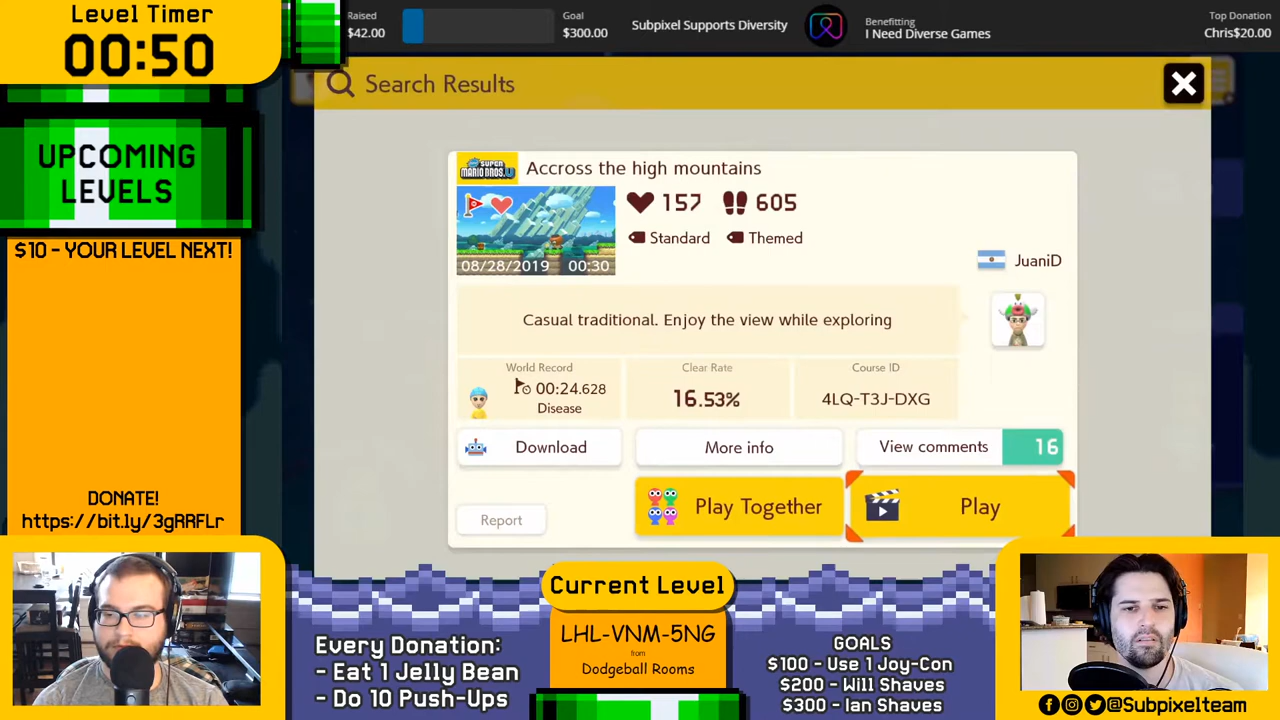 Level Timer
00:50
UPCOMING
LEVELS
$10 - YOUR LEVEL NEXT!
DONATE!
https://bit.ly/3gRRFLr
Raised
$42.00
Goal
$300.00
Subpixel Supports Diversity
Benefitting
I Need Diverse Games
Top Donation
Chris$20.00
Search Results
SUPER
MARIO BROS. U
Accross the high mountains
157
605
Standard
Themed
08/28/2019
00:30
JuaniD
Casual traditional. Enjoy the view while exploring
World Record
00:24.628
Disease
Clear Rate
16.53%
Course ID
4LQ-T3J-DXG
Download
More info
View comments
16
Report
Play Together
Play
Every Donation:
- Eat 1 Jelly Bean
- Do 10 Push-Ups
Current Level
LHL-VNM-5NG
from
Dodgeball Rooms
GOALS
$100 - Use 1 Joy-Con
$200 - Will Shaves
$300 - Ian Shaves
@Subpixelteam